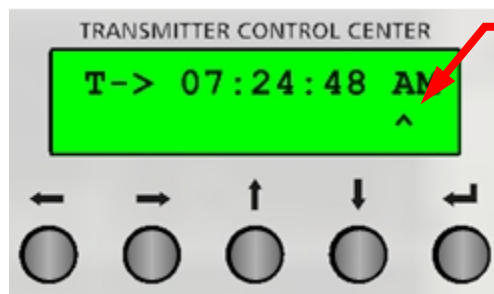 TRANSMITTER CONTROL CENTER
T-> 07:24:48 AM
^
← → ↑ ↓ ↵